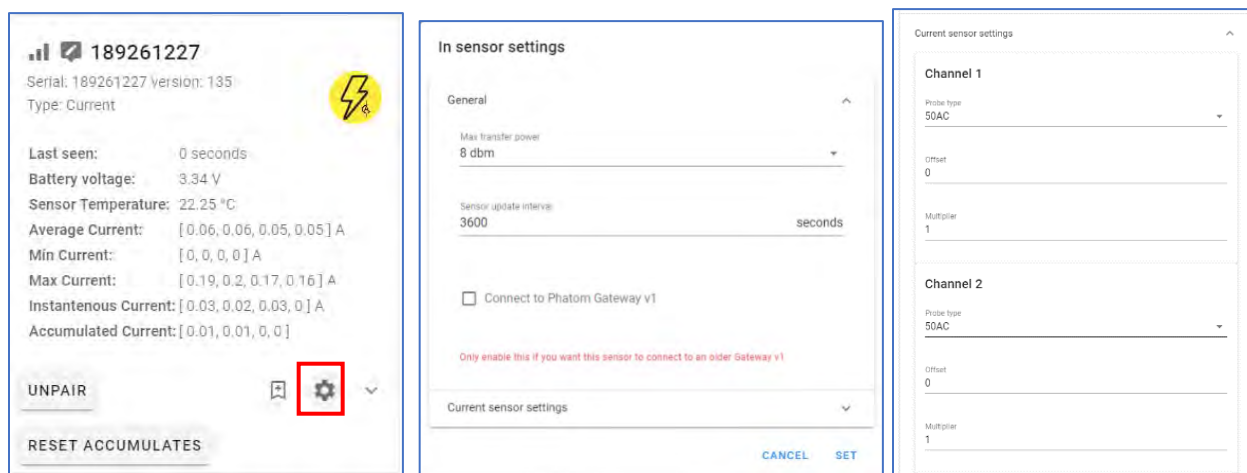 189261227
Serial: 189261227 version: 135
Type: Current
Last seen: 0 seconds
Battery voltage: 3.34 V
Sensor Temperature: 22.25 °C
Average Current: [ 0.06, 0.06, 0.05, 0.05 ] A
Min Current: [ 0, 0, 0, 0 ] A
Max Current: [ 0.19, 0.2, 0.17, 0.16 ] A
Instantenous Current: [ 0.03, 0.02, 0.03, 0 ] A
Accumulated Current: [ 0.01, 0.01, 0, 0 ]
UNPAIR
RESET ACCUMULATES
In sensor settings
General
Max transfer power
8 dbm
Sensor update interval
3600 seconds
Connect to Phatom Gateway v1
Only enable this if you want this sensor to connect to an older Gateway v1
Current sensor settings
CANCEL SET
Current sensor settings
Channel 1
Probe type
50AC
Offset
0
Multiplier
1
Channel 2
Probe type
50AC
Offset
0
Multiplier
1